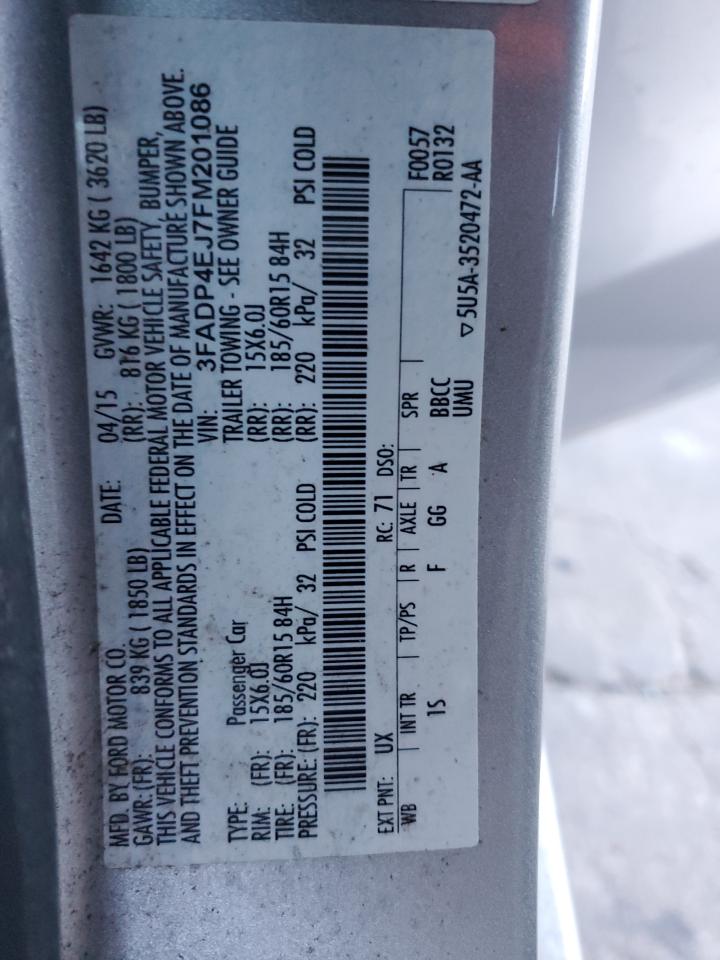 MFD. BY FORD MOTOR CO.
DATE: 04/15 GVWR: 1642 KG ( 3620 LB)
GAWR: (FR): 839 KG ( 1850 LB) (RR): 816 KG ( 1800 LB)
THIS VEHICLE CONFORMS TO ALL APPLICABLE FEDERAL MOTOR VEHICLE SAFETY, BUMPER,
AND THEFT PREVENTION STANDARDS IN EFFECT ON THE DATE OF MANUFACTURE SHOWN ABOVE.
VIN: 3FADP4EJ7FM201086
TYPE: Passenger Car TRAILER TOWING - SEE OWNER GUIDE
RIM: (FR): 15X6.0J (RR): 15X6.0J
TIRE: (FR): 185/60R15 84H (RR): 185/60R15 84H
PRESSURE: (FR): 220 kPa/ 32 PSI COLD (RR): 220 kPa/ 32 PSI COLD
EXT PNT: UX RC: 71 DSO: F0057
WB INT TR TP/PS R AXLE TR SPR R0132
1S F GG A BBCC
UMU
▽5U5A-3520472-AA